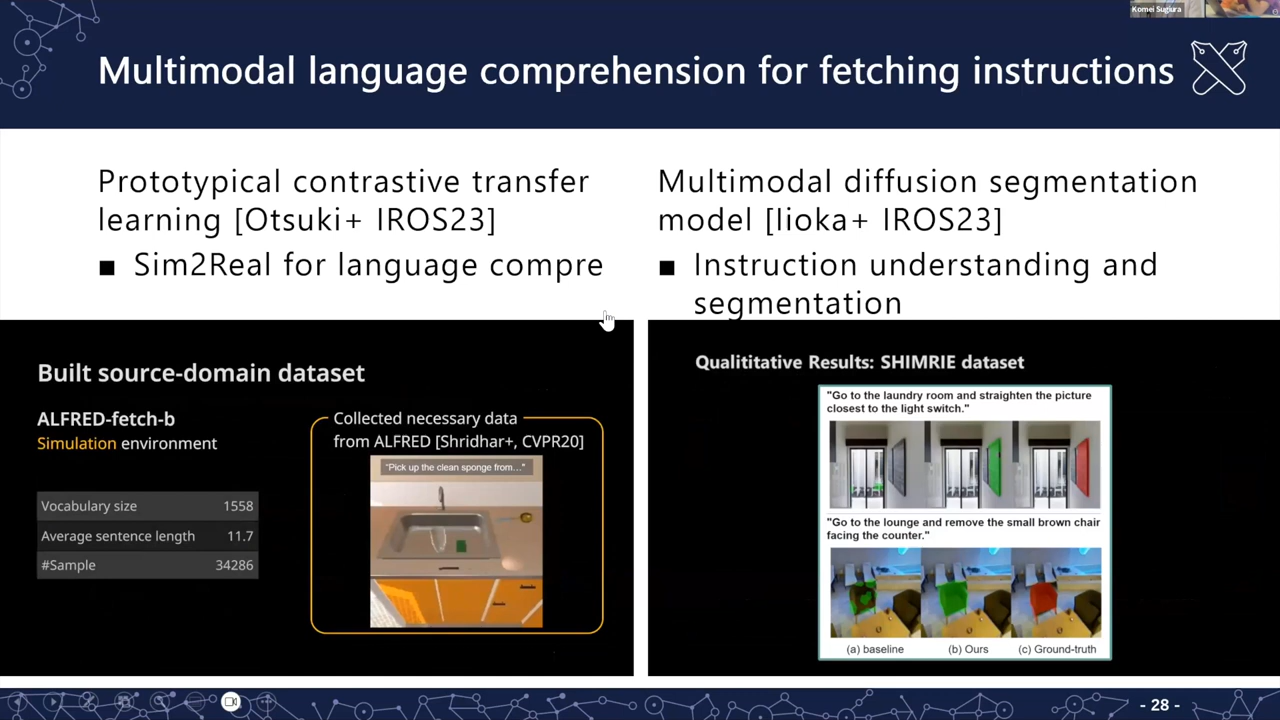 Komei Sugiura
Multimodal language comprehension for fetching instructions
Prototypical contrastive transfer
learning [Otsuki+ IROS23]
■ Sim2Real for language compre
Multimodal diffusion segmentation
model [Iioka+ IROS23]
■ Instruction understanding and
segmentation
Built source-domain dataset
ALFRED-fetch-b
Simulation environment
Vocabulary size 1558
Average sentence length 11.7
#Sample 34286
Collected necessary data
from ALFRED [Shridhar+, CVPR20]
"Pick up the clean sponge from..."
Qualititative Results: SHIMRIE dataset
"Go to the laundry room and straighten the picture
closest to the light switch."
"Go to the lounge and remove the small brown chair
facing the counter."
(a) baseline (b) Ours (c) Ground-truth
- 28 -